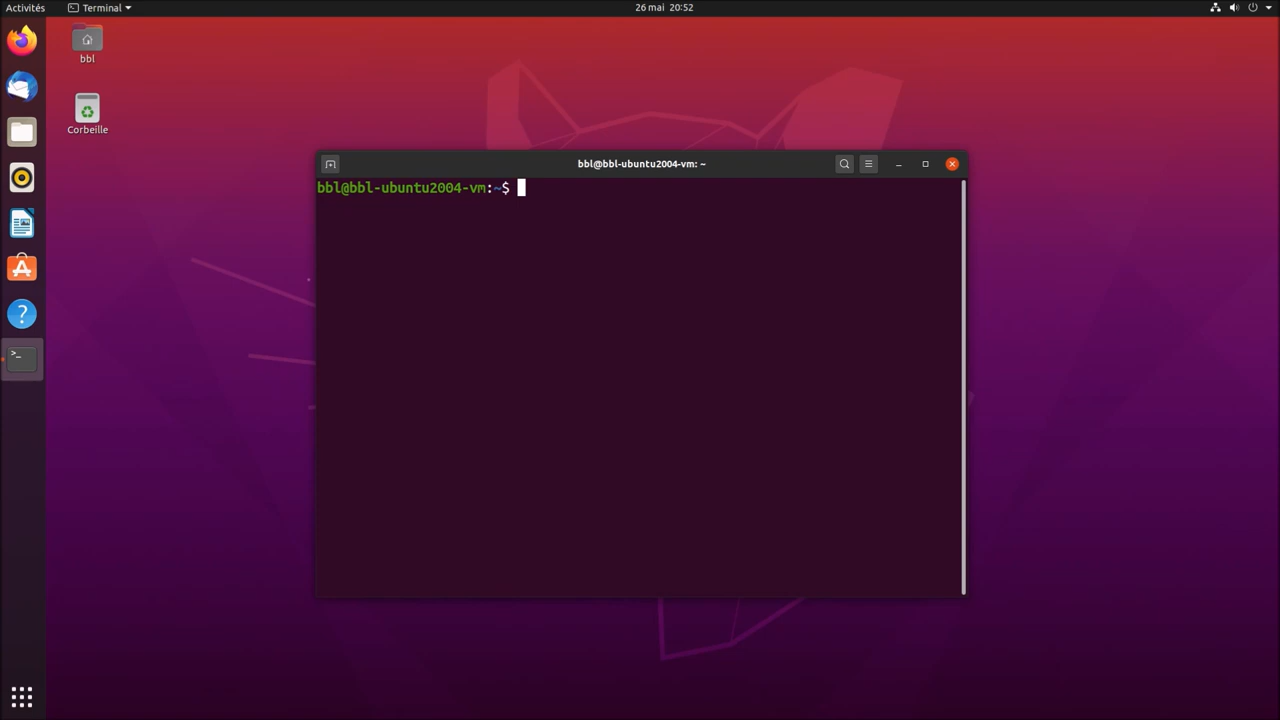 Activités
Terminal
26 mai 20:52
bbl
Corbeille
bbl@bbl-ubuntu2004-vm: ~
bbl@bbl-ubuntu2004-vm:~$